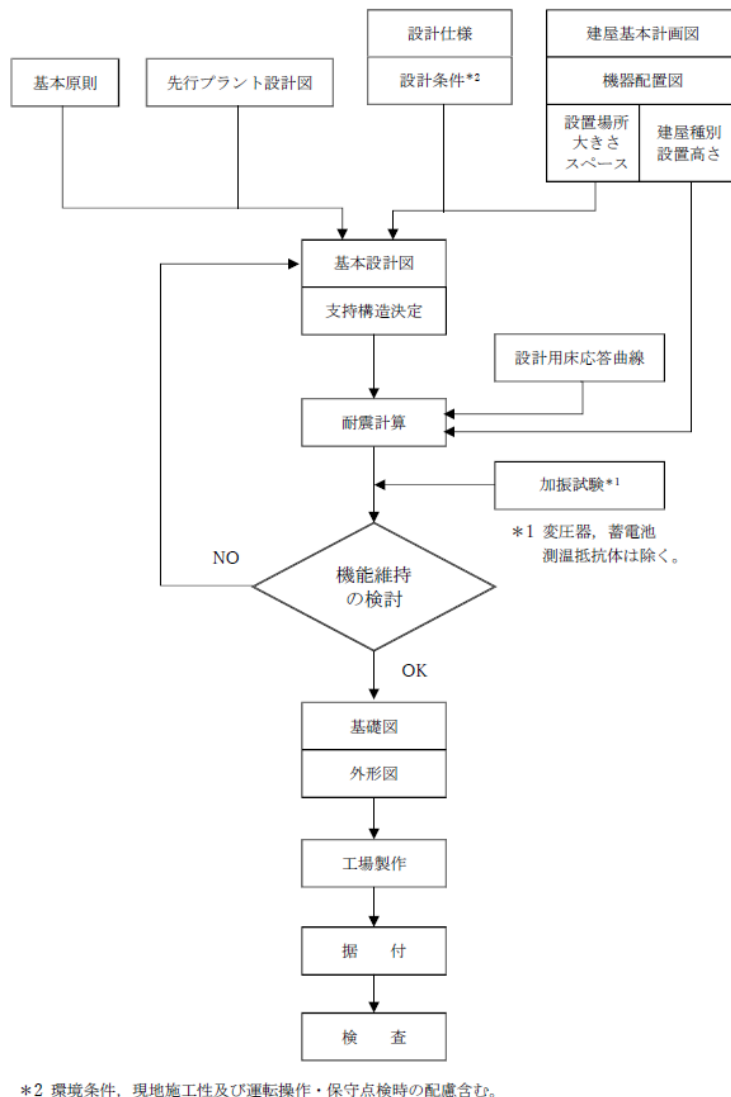 設計仕様
建屋基本計画図
基本原則
先行プラント設計図
設計条件*2
機器配置図
設置場所
大きさ
スペース
建屋種別
設置高さ
基本設計図
支持構造決定
設計用床応答曲線
耐震計算
加振試験*1
*1 変圧器，蓄電池
測温抵抗体は除く。
NO
機能維持
の検討
OK
基礎図
外形図
工場製作
据　付
検　査
*2 環境条件，現地施工性及び運転操作・保守点検時の配慮含む。